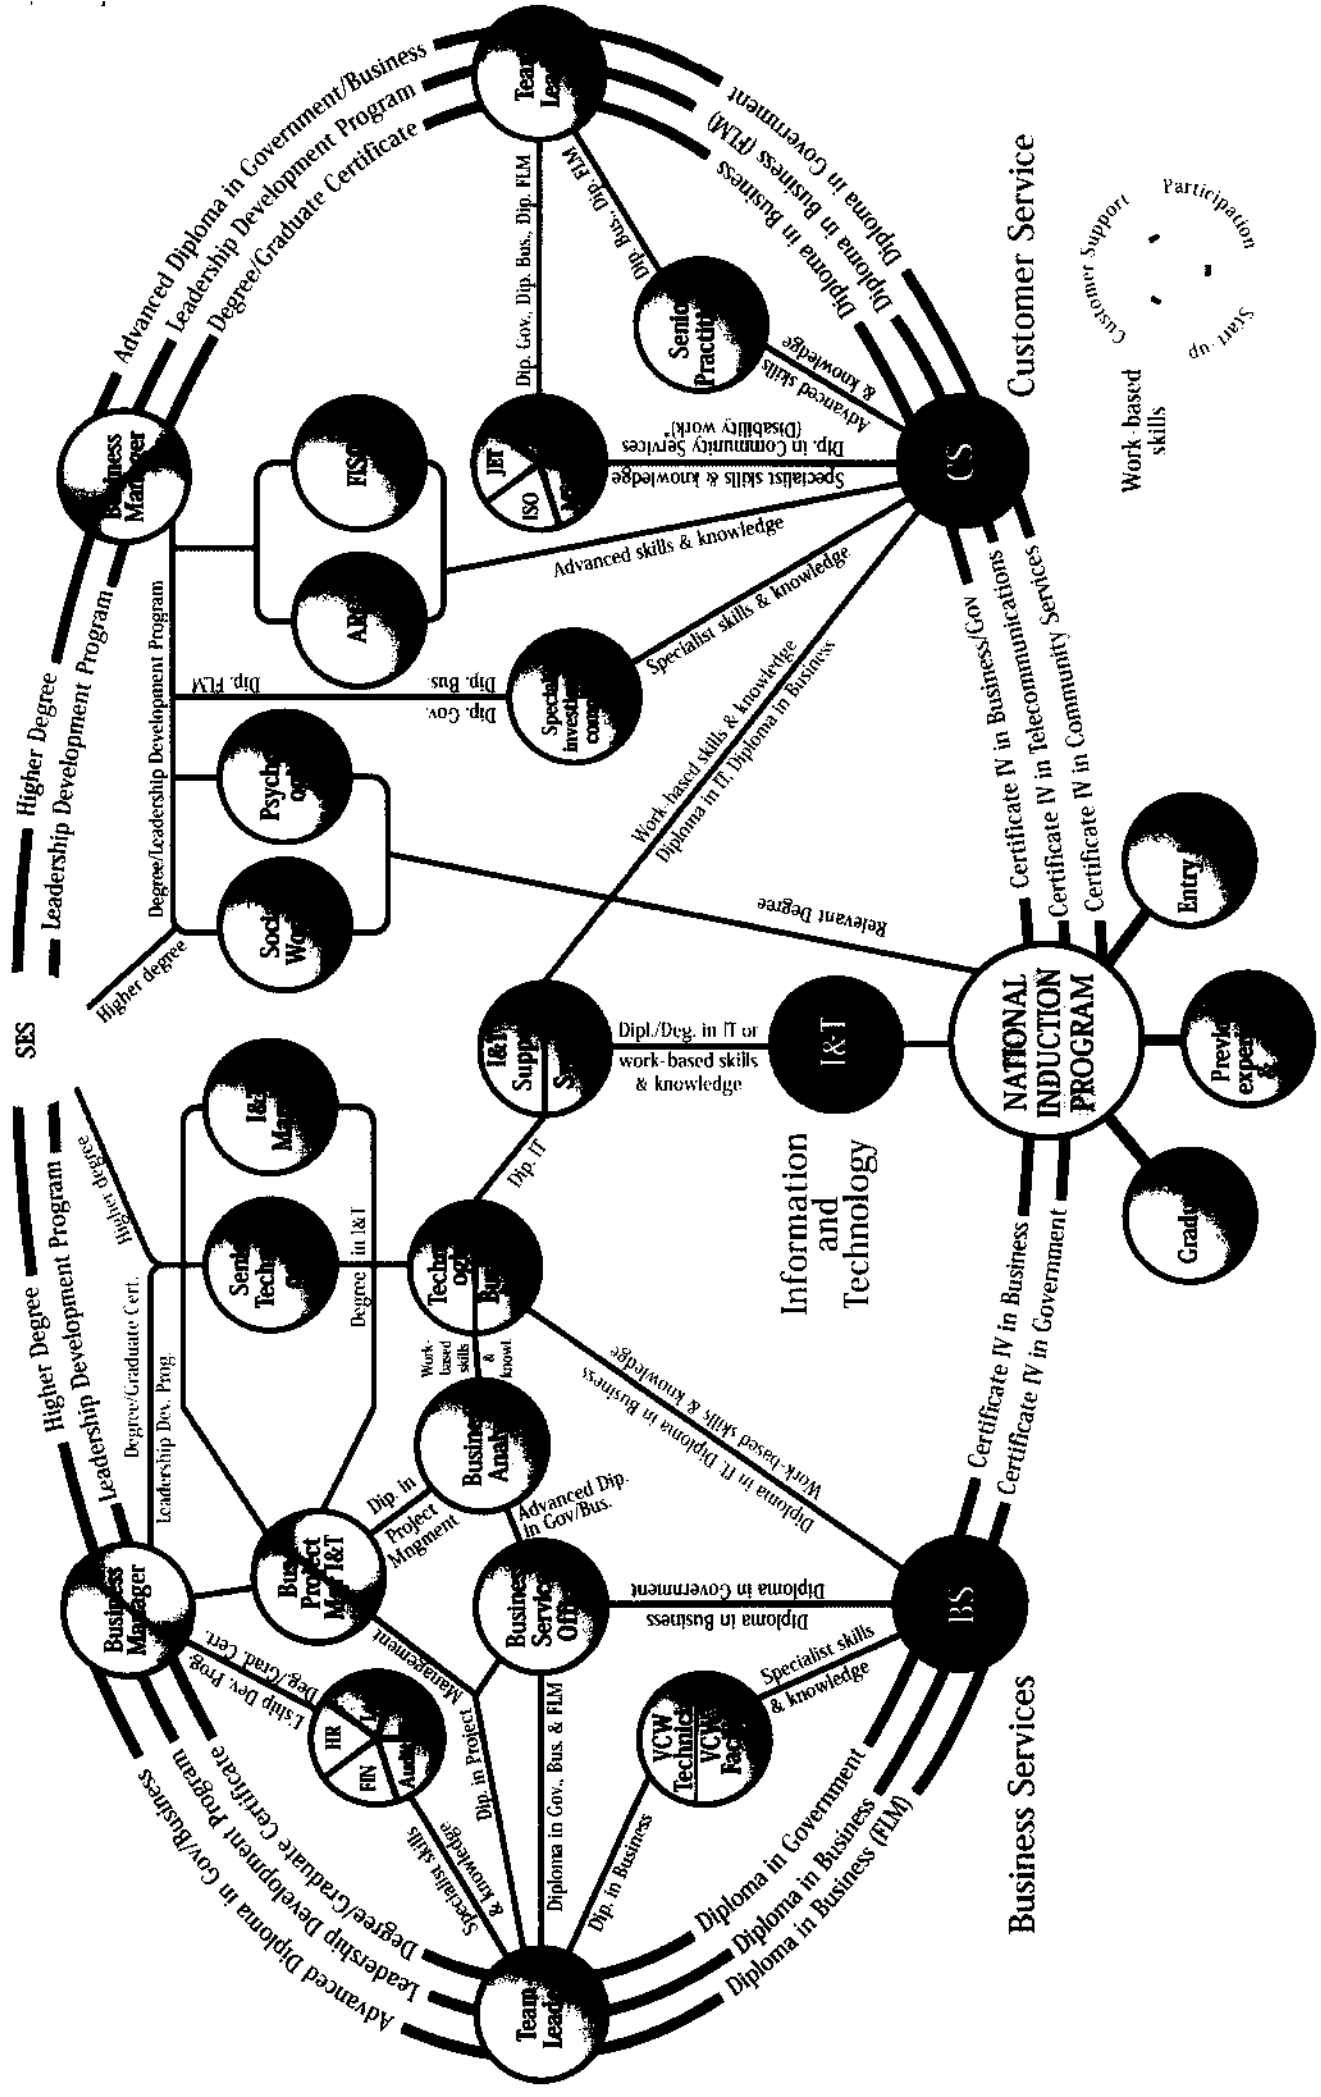 SES
Higher Degree
Leadership Development Program
Higher Degree
Leadership Development Program
Higher degree
Higher degree
Business
Manager
Business
Manager
Advanced Diploma in Gov/Business
Leadership Development Program
Degree/Graduate Certificate
Advanced Diploma in Government/Business
Leadership Development Program
Degree/Graduate Certificate
Degree/Graduate Cert.
Leadership Dev. Prog.
Degree/Leadership Development Program
L'ship Dev. Prog.
Deg/Grad. Cert.
HR
FIN
Specialist skills
& knowledge
Project
Mgr I&T
Dip. in Project
Management
Dip. in
Project
Mngment
Degree in I&T
Work-
based
skills
&
knowl.
Dip. IT
Advanced Dip.
in Gov/Bus.
Dip. FLM
Dip. Gov.
Dip. Bus.
JET
ISO
Dip. Gov., Dip. Bus., Dip. FLM
Dip. Bus., Dip. FLM
Team
Diploma in Gov., Bus. & FLM
Dip. in Business
VCW
Specialist skills
& knowledge
Diploma in Business
Diploma in Government
Diploma in IT. Diploma in Business
Work-based skills & knowledge
Dipl./Deg. in IT or
work-based skills
& knowledge
Work-based skills & knowledge
Diploma in IT. Diploma in Business
Relevant Degree
Specialist skills & knowledge
Advanced skills & knowledge
Specialist skills & knowledge
Dip. in Community Services
(Disability work)*
Advanced skills
& knowledge
Diploma in Government
Diploma in Business
Diploma in Business (FLM)
Diploma in Business
Diploma in Business (FLM)
Diploma in Government
BS
I&T
CS
Business Services
Information
and
Technology
Customer Service
Certificate IV in Business
Certificate IV in Government
Certificate IV in Business/Gov
Certificate IV in Telecommunications
Certificate IV in Community Services
NATIONAL
INDUCTION
PROGRAM
Entry
Work-based
skills
Customer Support
Participation
Start-up